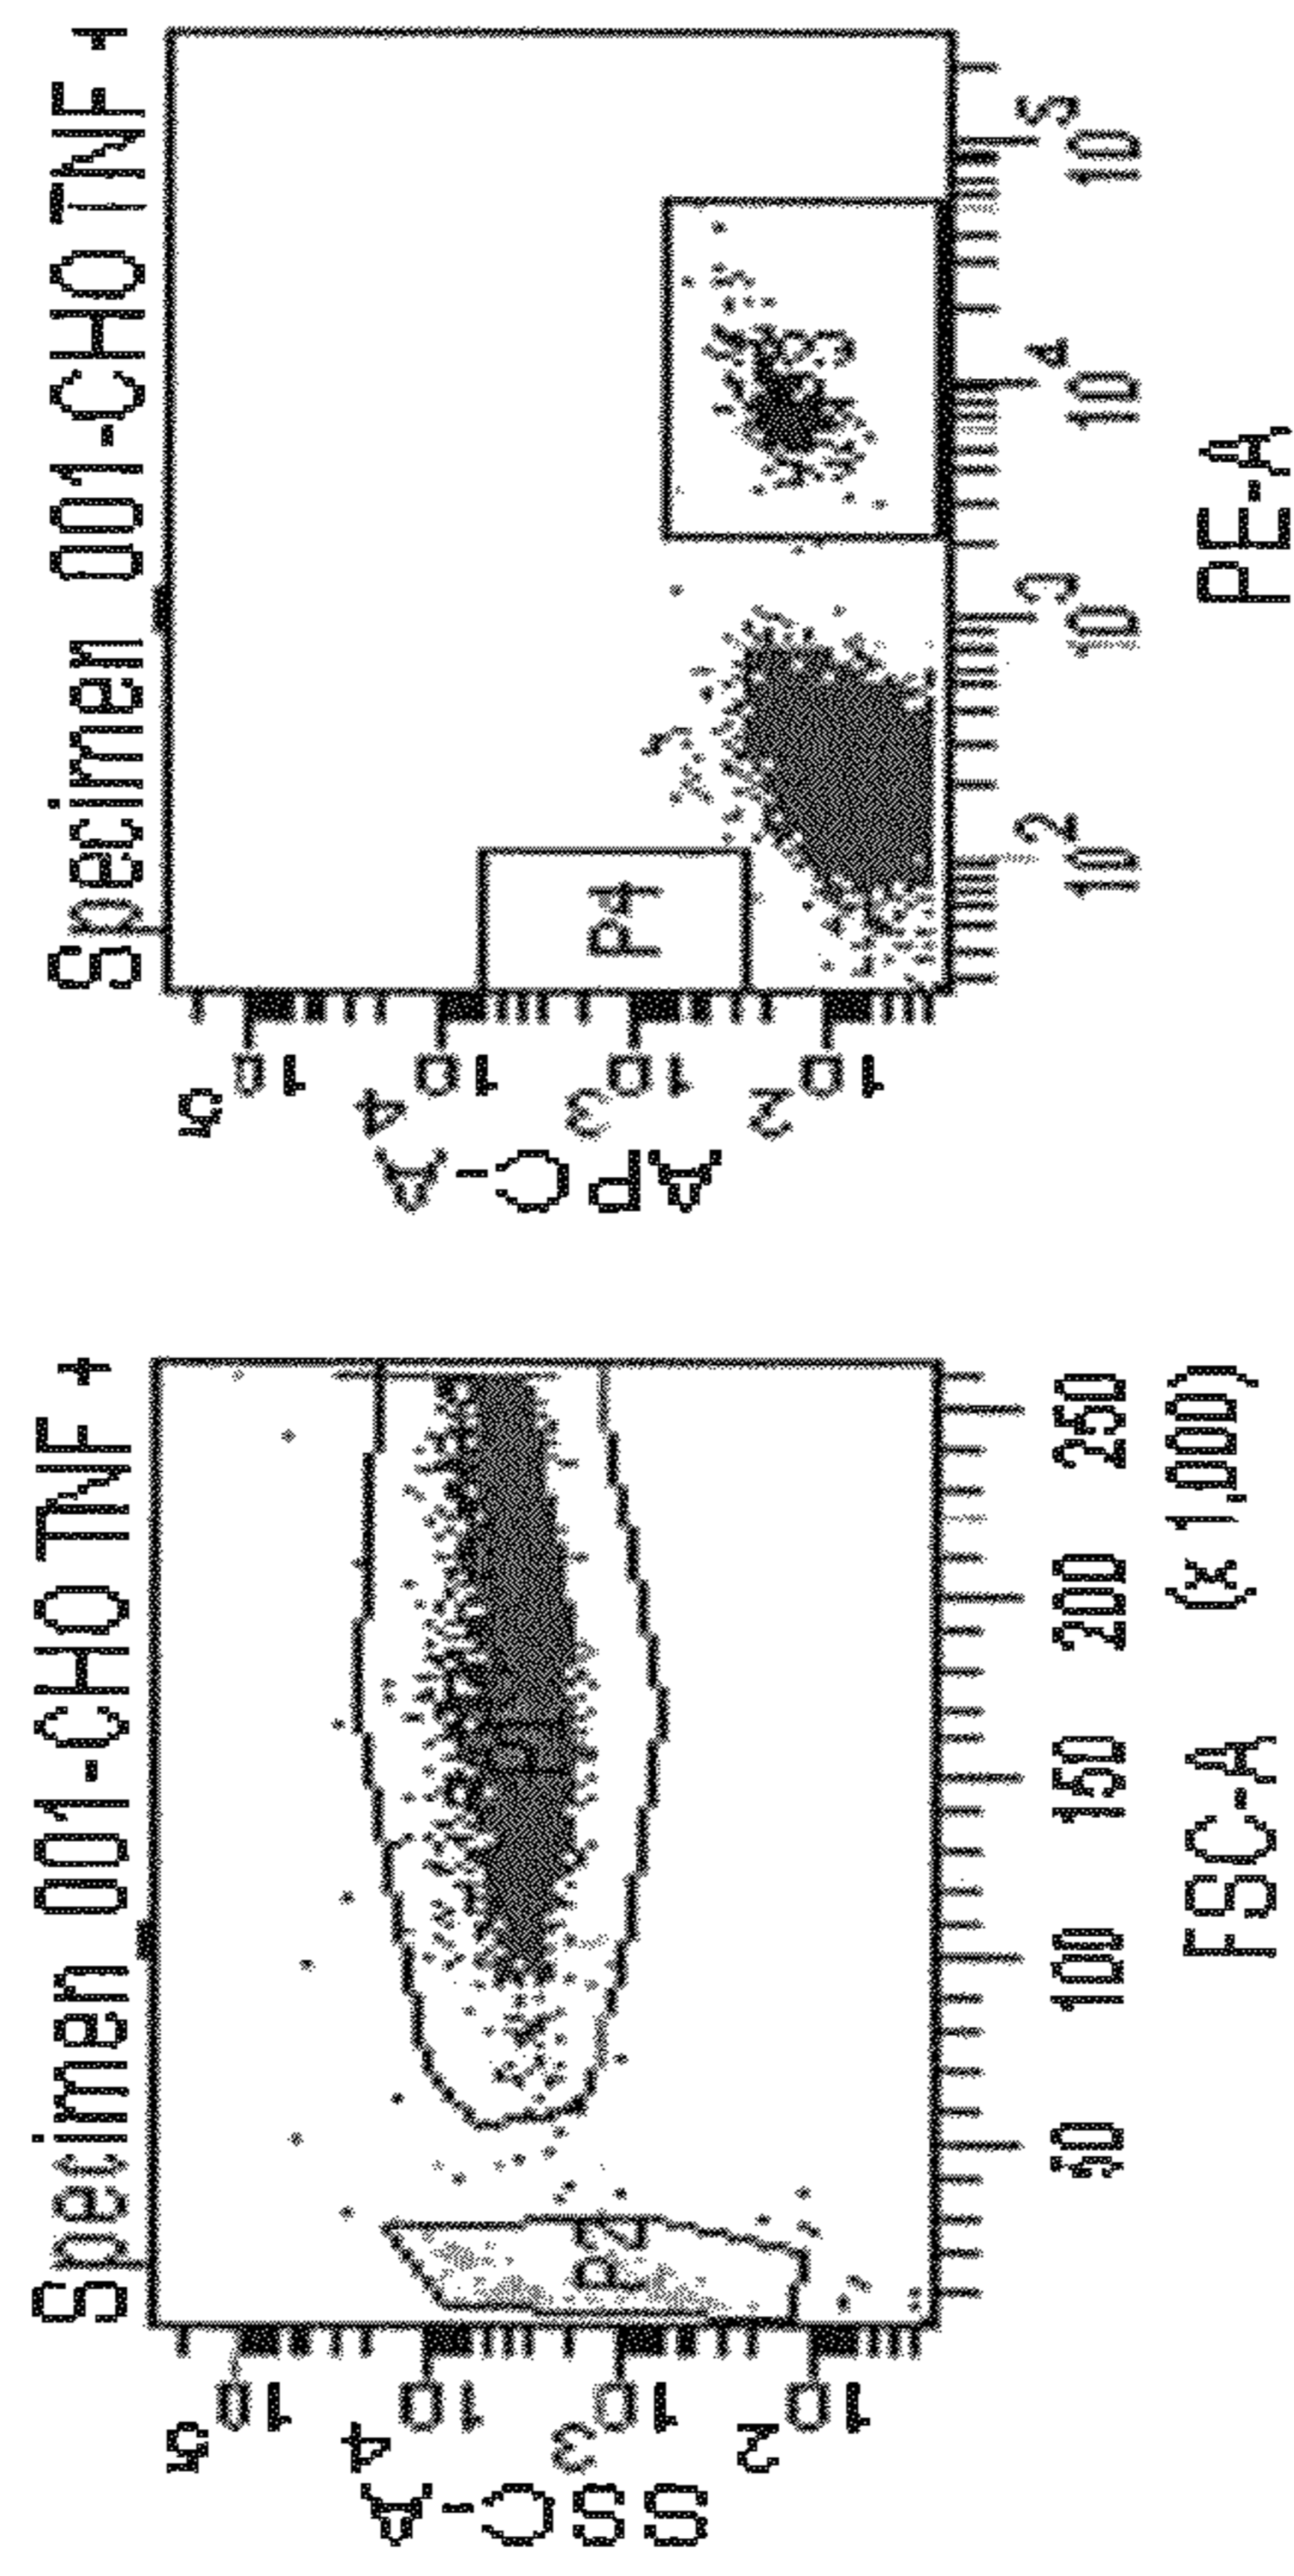 Specimen 001-CHO TNF +
SSC-A
10^5
10^4
10^3
10^2
P2
50 100 150 200 250
(x 1,000)
FSC-A
Specimen 001-CHO TNF +
APC-A
10^5
10^4
10^3
10^2
P4
10^2 10^3 10^4 10^5
PE-A